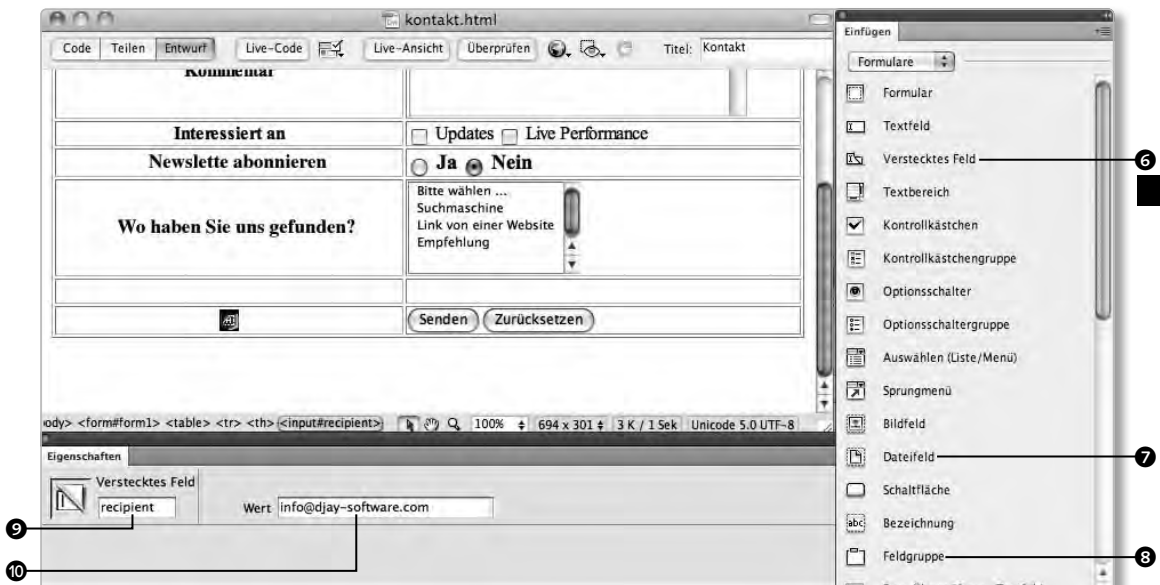 kontakt.html
Code Teilen Entwurf Live-Code Live-Ansicht Überprüfen Titel: Kontakt
Kommentar
Interessiert an Updates Live Performance
Newslette abonnieren Ja Nein
Wo haben Sie uns gefunden?
Bitte wählen ...
Suchmaschine
Link von einer Website
Empfehlung
Senden Zurücksetzen
ody> <form#form1> <table> <tr> <th> <input#recipient> 100% 694 x 301 3 K / 1 Sek Unicode 5.0 UTF-8
Eigenschaften
Verstecktes Feld
recipient Wert info@djay-software.com
9
10
Einfügen
Formulare
Formular
Textfeld
Verstecktes Feld 6
Textbereich
Kontrollkästchen
Kontrollkästchengruppe
Optionsschalter
Optionsschaltergruppe
Auswählen (Liste/Menü)
Sprungmenü
Bildfeld
Dateifeld 7
Schaltfläche
abc Bezeichnung
Feldgruppe 8